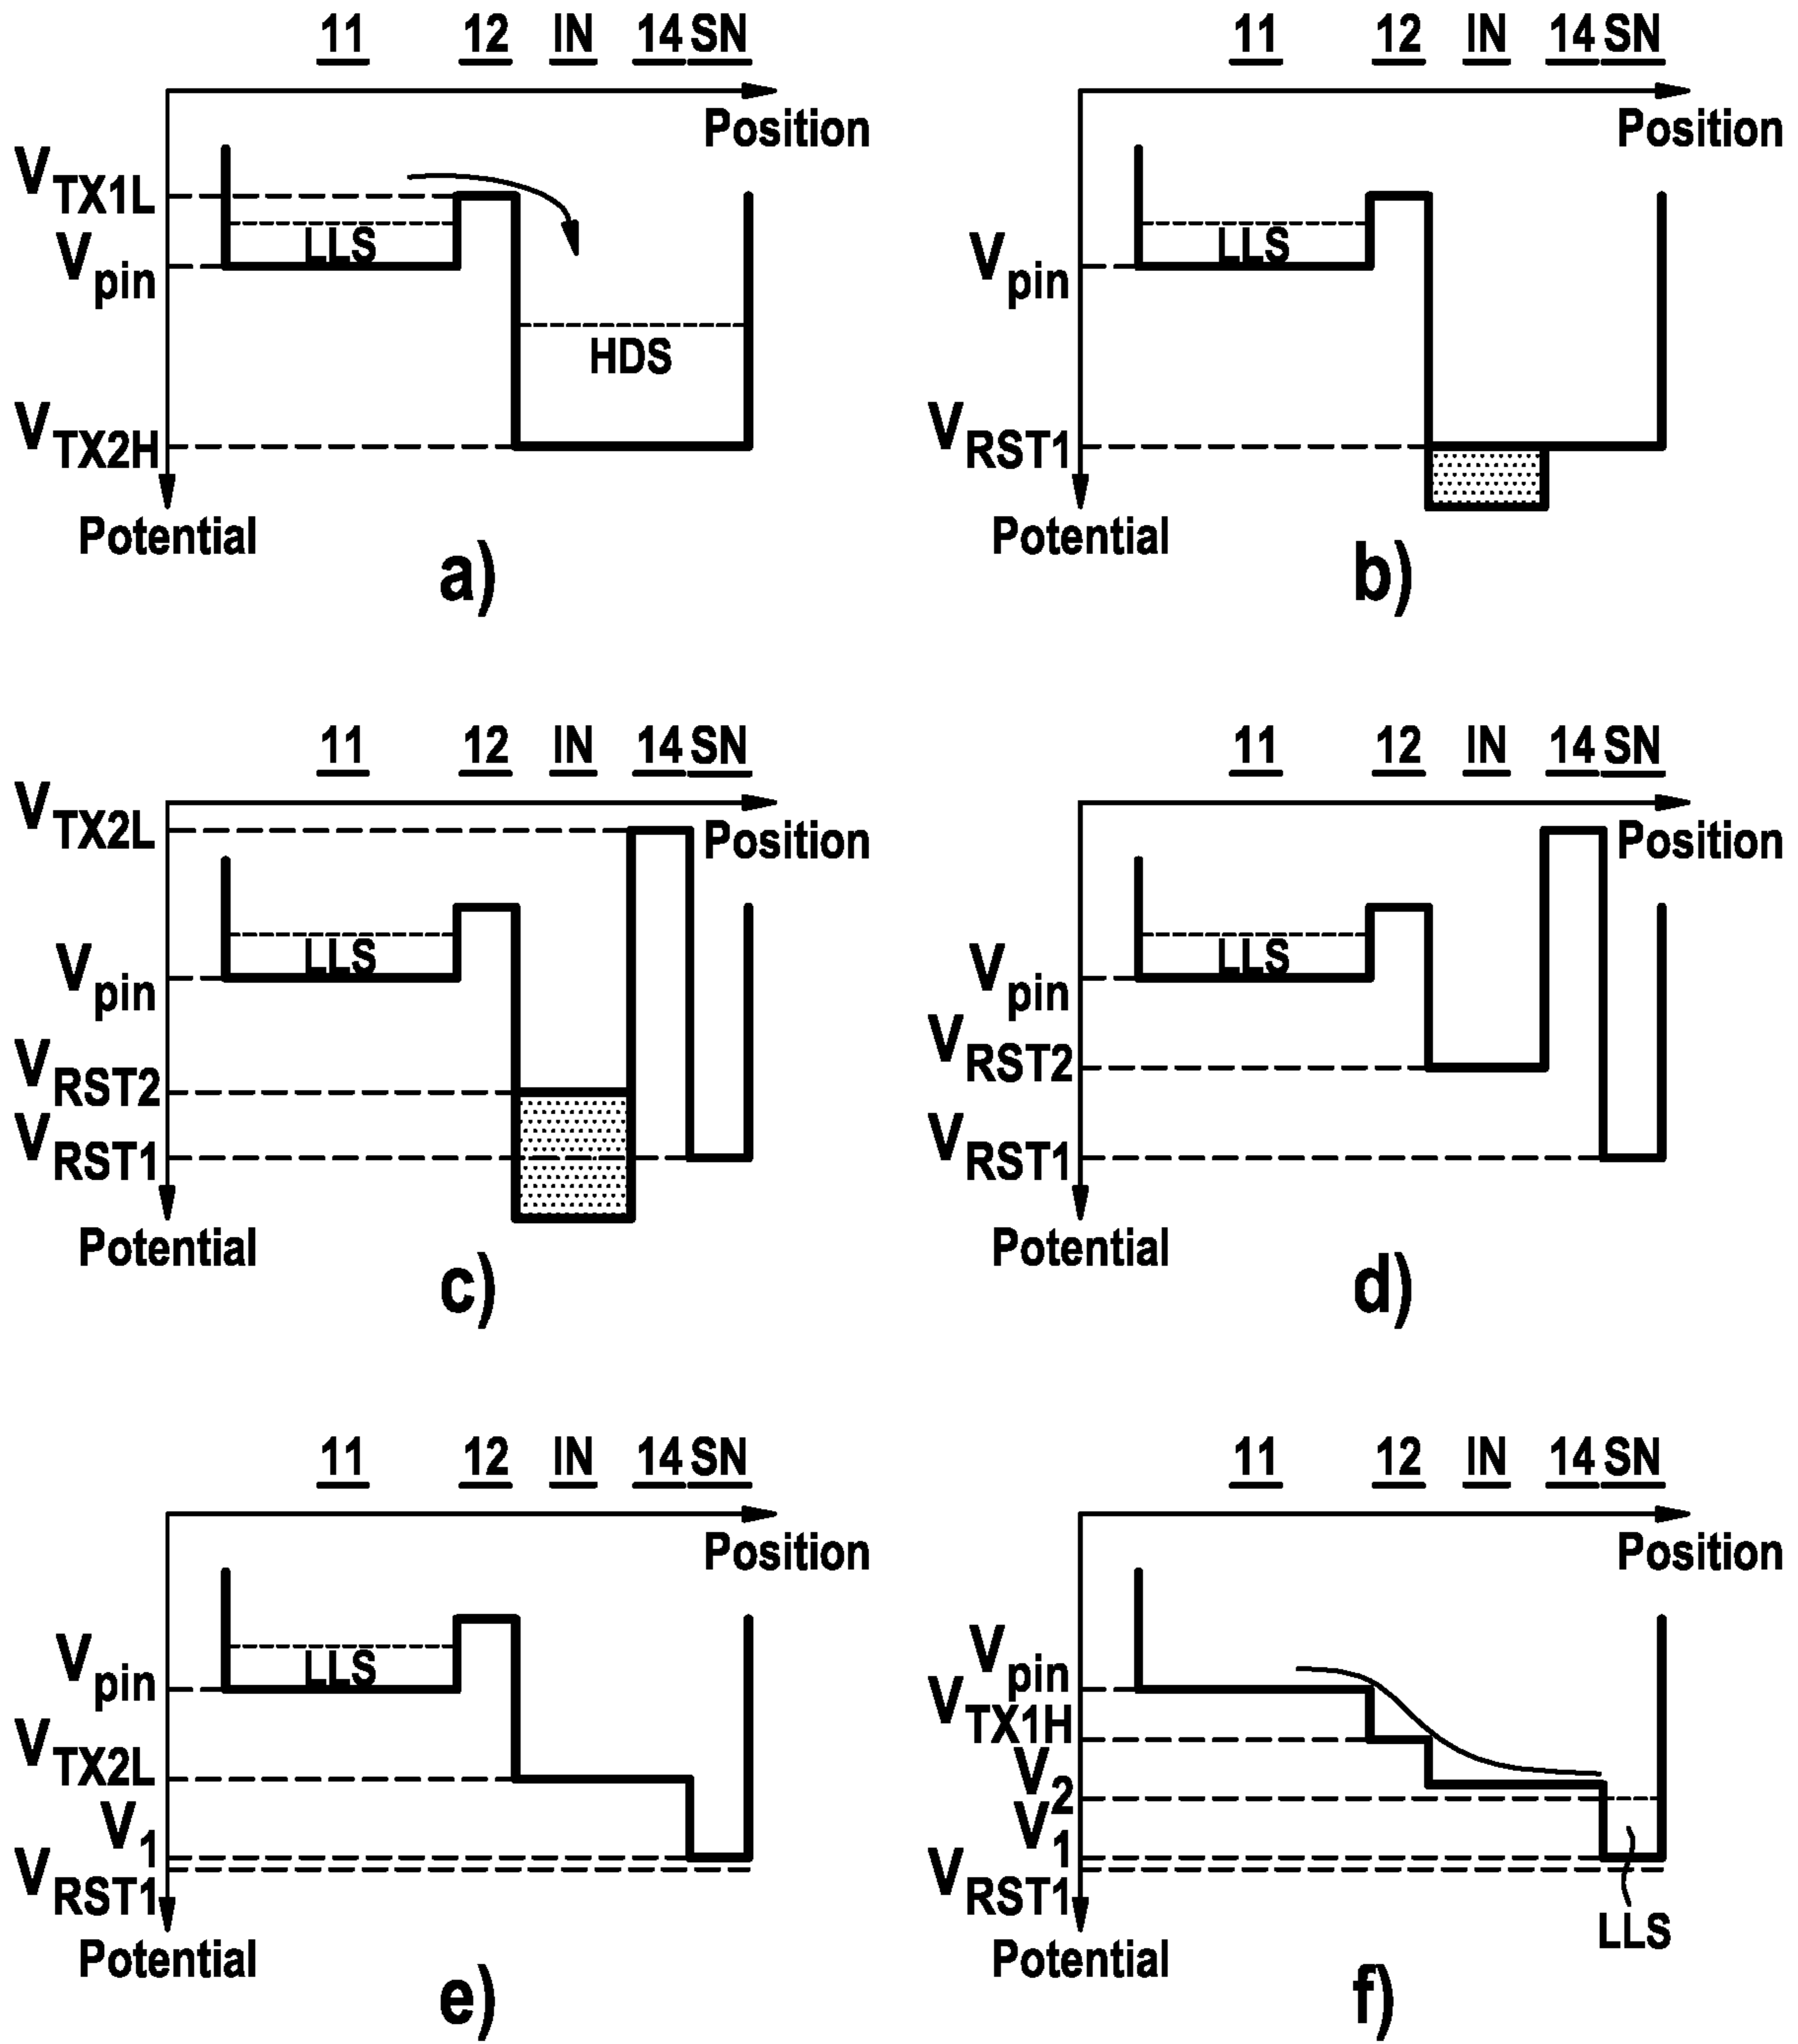 11 12 IN 14 SN
Position
VTX1L
LLS
Vpin
HDS
VTX2H
Potential
a)
11 12 IN 14 SN
Position
LLS
Vpin
VRST1
Potential
b)
11 12 IN 14 SN
VTX2L
Position
LLS
Vpin
VRST2
VRST1
Potential
c)
11 12 IN 14 SN
Position
LLS
Vpin
VRST2
VRST1
Potential
d)
11 12 IN 14 SN
Position
Vpin
LLS
VTX2L
V1
VRST1
Potential
e)
11 12 IN 14 SN
Position
Vpin
VTX1H
V2
V1
VRST1
LLS
Potential
f)